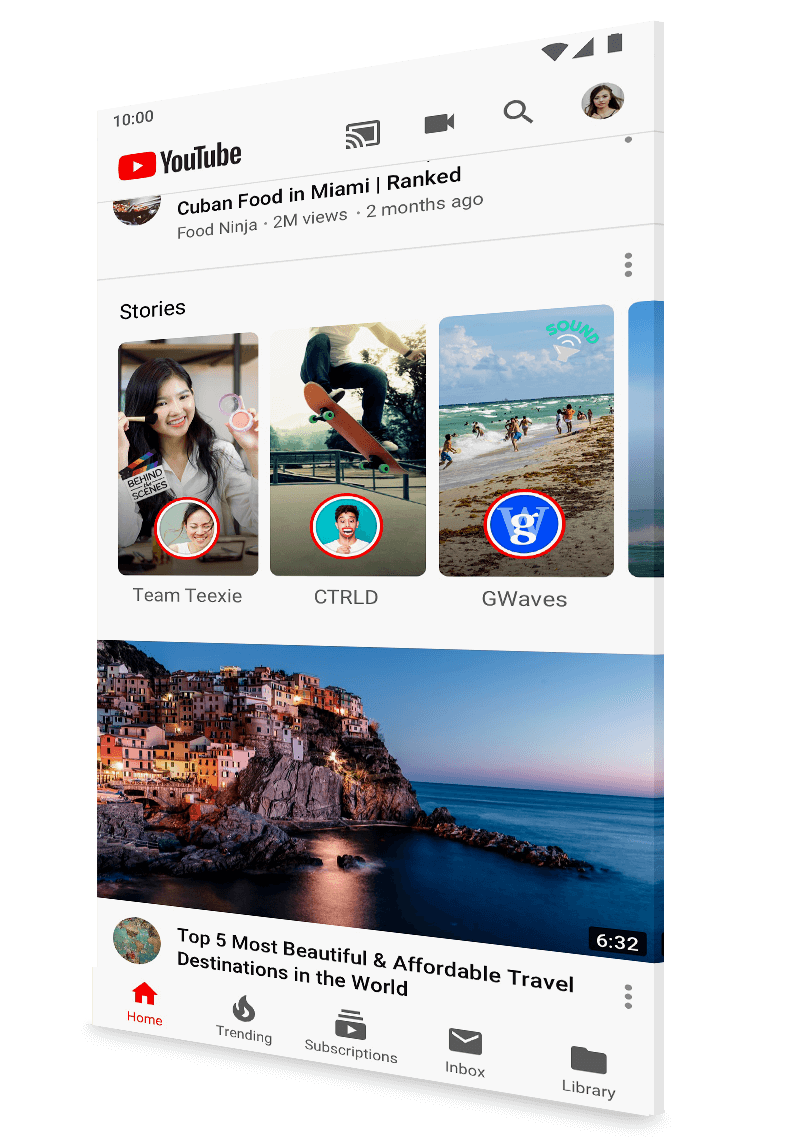 10:00
YouTube
Cuban Food in Miami | Ranked
Food Ninja • 2M views • 2 months ago
Stories
SOUND
BEHIND
the
SCENES
W
g
Team Teexie
CTRLD
GWaves
6:32
Top 5 Most Beautiful & Affordable Travel
Destinations in the World
Home
Trending
Subscriptions
Inbox
Library